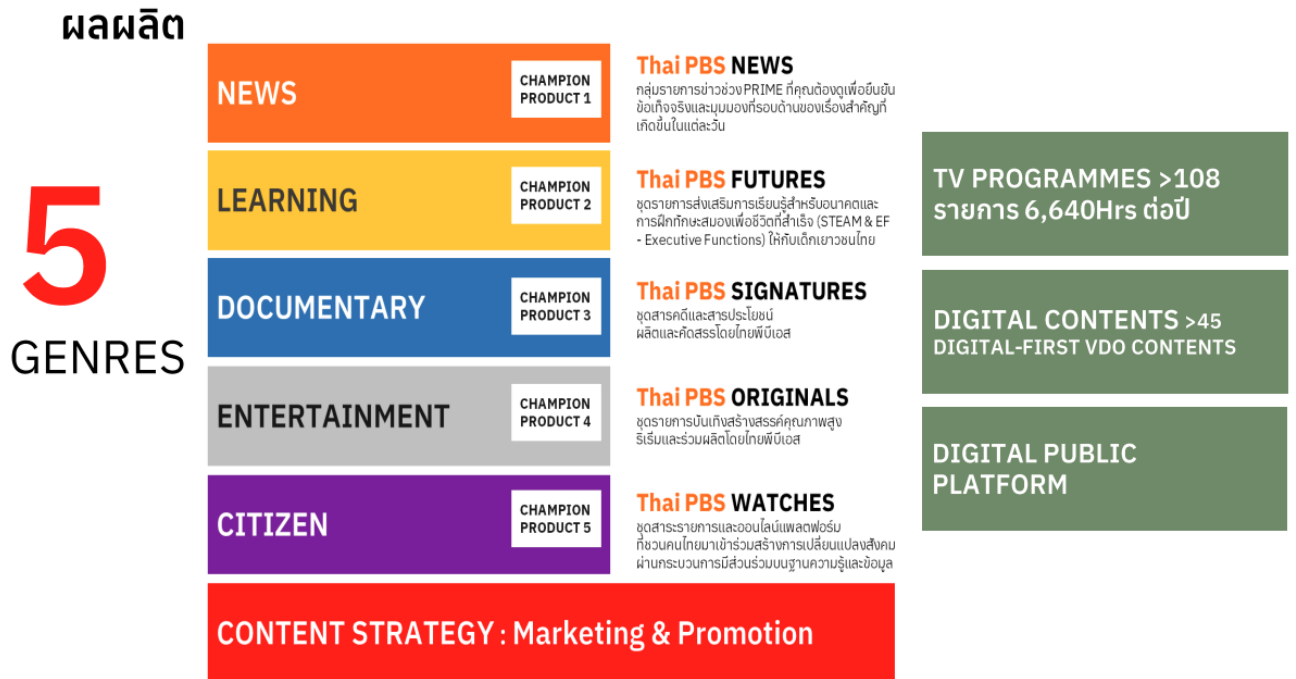 ผลผลิต
5
GENRES
NEWS
CHAMPION
PRODUCT 1
Thai PBS NEWS
กลุ่มรายการข่าวช่วง PRIME ที่คุณต้องดูเพื่อยืนยัน
ข้อเท็จจริงและมุมมองที่รอบด้านของเรื่องสำคัญที่
เกิดขึ้นในแต่ละวัน
LEARNING
CHAMPION
PRODUCT 2
Thai PBS FUTURES
ชุดรายการส่งเสริมการเรียนรู้สำหรับอนาคตและ
การฝึกทักษะสมองเพื่อชีวิตที่สำเร็จ (STEAM & EF
- Executive Functions) ให้กับเด็กเยาวชนไทย
DOCUMENTARY
CHAMPION
PRODUCT 3
Thai PBS SIGNATURES
ชุดสารคดีและสารประโยชน์
ผลิตและคัดสรรโดยไทยพีบีเอส
ENTERTAINMENT
CHAMPION
PRODUCT 4
Thai PBS ORIGINALS
ชุดรายการบันเทิงสร้างสรรค์คุณภาพสูง
ริเริ่มและร่วมผลิตโดยไทยพีบีเอส
CITIZEN
CHAMPION
PRODUCT 5
Thai PBS WATCHES
ชุดสาระรายการและออนไลน์แพลตฟอร์ม
ที่ชวนคนไทยมาเข้าร่วมสร้างการเปลี่ยนแปลงสังคม
ผ่านกระบวนการมีส่วนร่วมบนฐานความรู้และข้อมูล
CONTENT STRATEGY : Marketing & Promotion
TV PROGRAMMES >108
รายการ 6,640Hrs ต่อปี
DIGITAL CONTENTS >45
DIGITAL-FIRST VDO CONTENTS
DIGITAL PUBLIC
PLATFORM